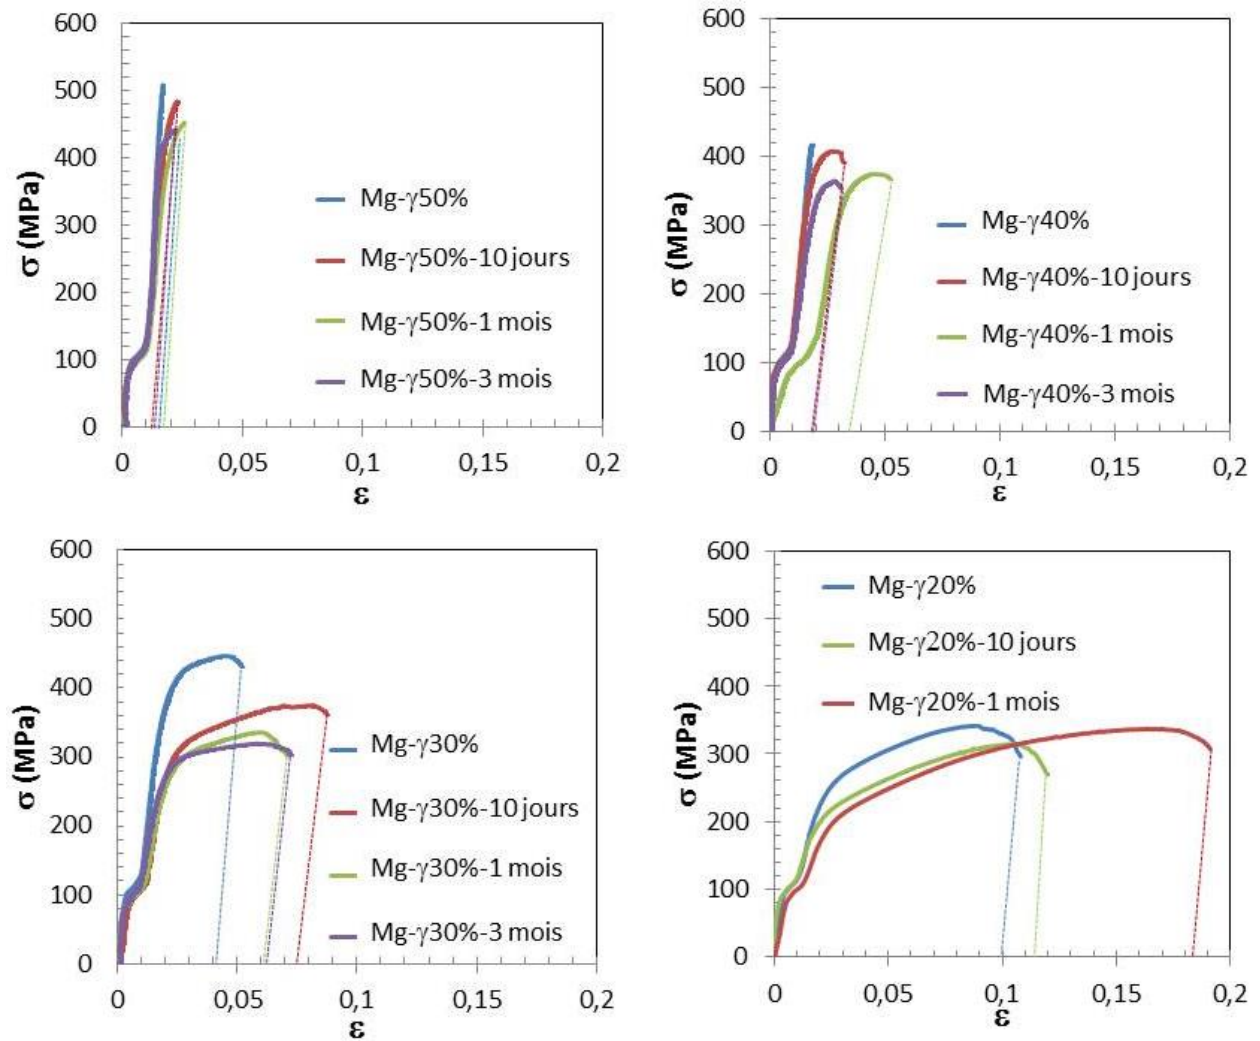 600
500
400
300
200
100
0
σ (MPa)
Mg-γ50%
Mg-γ50%-10 jours
Mg-γ50%-1 mois
Mg-γ50%-3 mois
0 0,05 0,1 0,15 0,2
ε
600
500
400
300
200
100
0
σ (MPa)
Mg-γ40%
Mg-γ40%-10 jours
Mg-γ40%-1 mois
Mg-γ40%-3 mois
0 0,05 0,1 0,15 0,2
ε
600
500
400
300
200
100
0
σ (MPa)
Mg-γ30%
Mg-γ30%-10 jours
Mg-γ30%-1 mois
Mg-γ30%-3 mois
0 0,05 0,1 0,15 0,2
ε
600
500
400
300
200
100
0
σ (MPa)
Mg-γ20%
Mg-γ20%-10 jours
Mg-γ20%-1 mois
0 0,05 0,1 0,15 0,2
ε